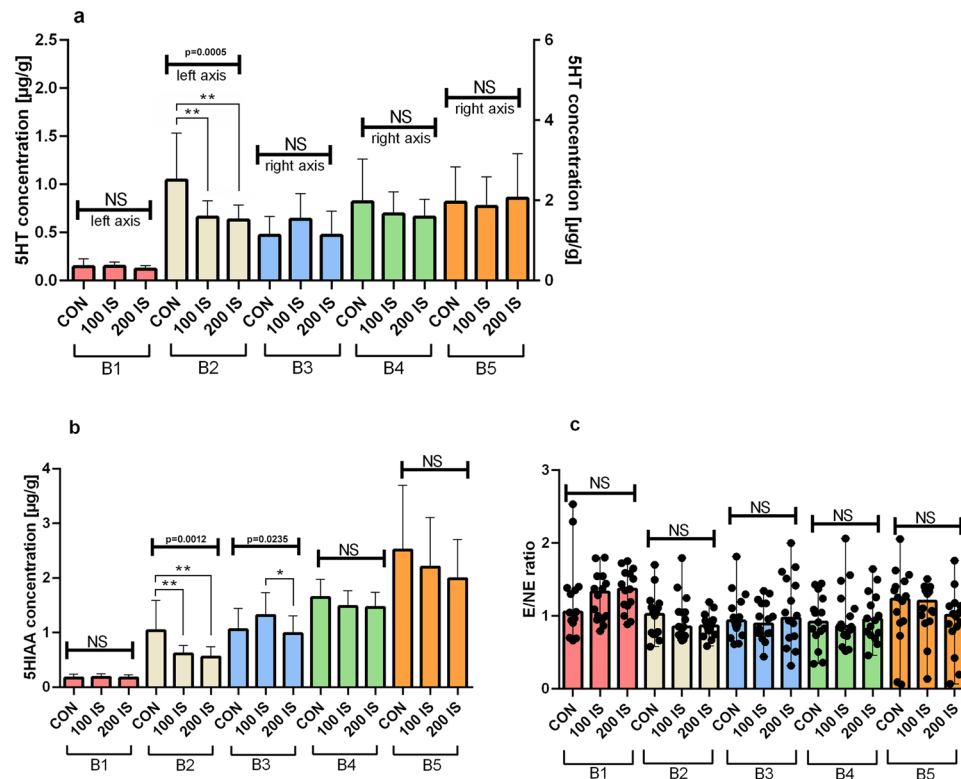 a
5HT concentration [µg/g]
2.5
2.0
1.5
1.0
0.5
0.0
6
4
2
0
5HT concentration [µg/g]
NS
left axis
p=0.0005
left axis
**
**
NS
right axis
NS
right axis
NS
right axis
CON 100 IS 200 IS CON 100 IS 200 IS CON 100 IS 200 IS CON 100 IS 200 IS CON 100 IS 200 IS
B1 B2 B3 B4 B5
b
5HIAA concentration [µg/g]
4
3
2
1
0
NS
p=0.0012
**
**
p=0.0235
*
NS
NS
CON 100 IS 200 IS CON 100 IS 200 IS CON 100 IS 200 IS CON 100 IS 200 IS CON 100 IS 200 IS
B1 B2 B3 B4 B5
c
E/NE ratio
3
2
1
0
NS
NS
NS
NS
NS
CON 100 IS 200 IS CON 100 IS 200 IS CON 100 IS 200 IS CON 100 IS 200 IS CON 100 IS 200 IS
B1 B2 B3 B4 B5